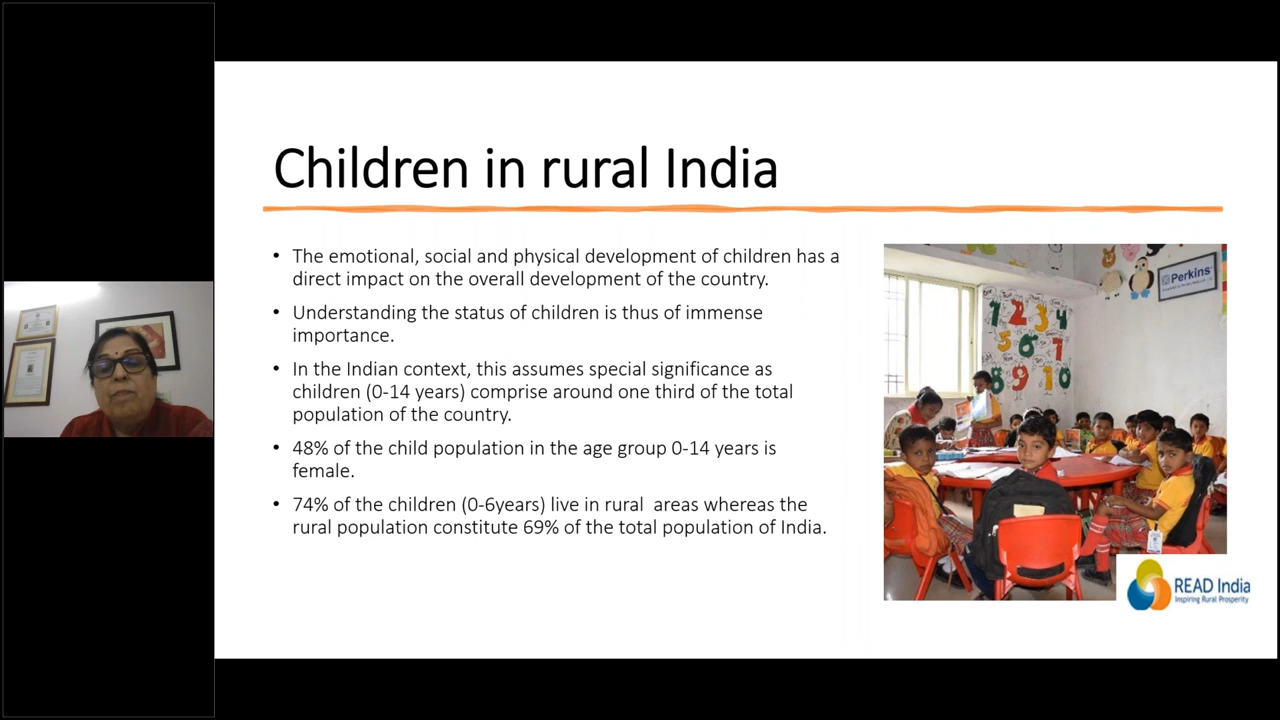 Children in rural India
• The emotional, social and physical development of children has a
direct impact on the overall development of the country.
• Understanding the status of children is thus of immense
importance.
• In the Indian context, this assumes special significance as
children (0-14 years) comprise around one third of the total
population of the country.
• 48% of the child population in the age group 0-14 years is
female.
• 74% of the children (0-6years) live in rural areas whereas the
rural population constitute 69% of the total population of India.
Perkins
1 2 3 4
5 6 7
8 9 10
READ India
Inspiring Rural Prosperity